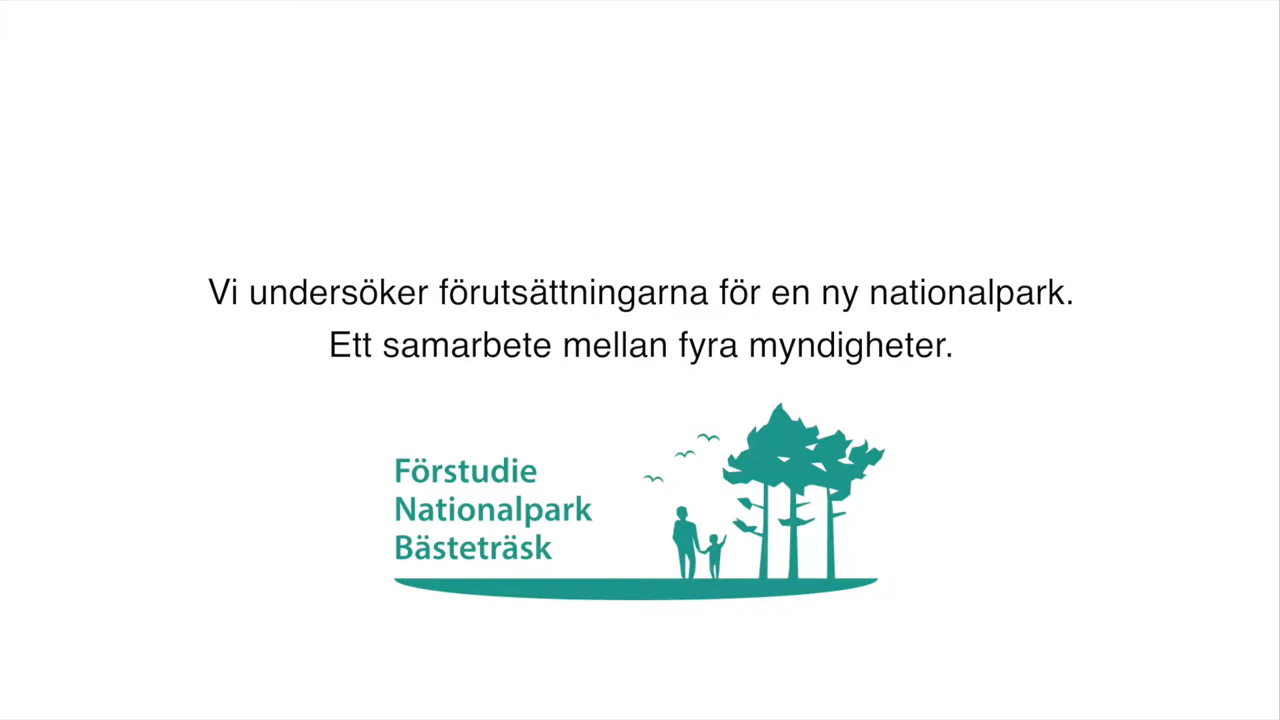 Vi undersöker förutsättningarna för en ny nationalpark.
Ett samarbete mellan fyra myndigheter.
Förstudie
Nationalpark
Bästeträsk